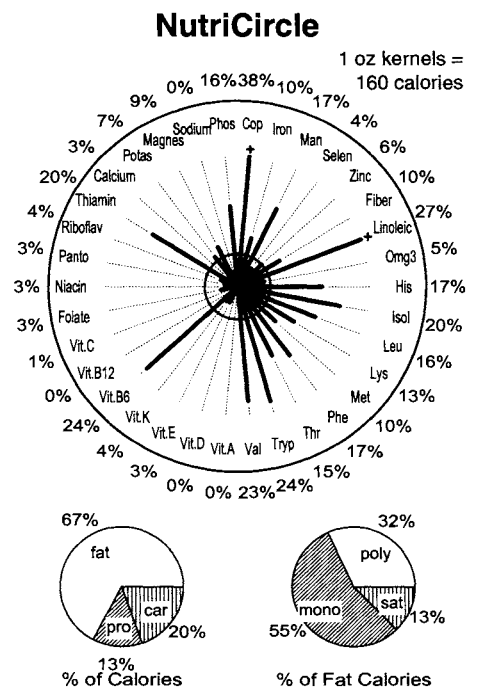 NutriCircle
1 oz kernels =
160 calories
16%
Phos
38%
Cop
10%
Iron
17%
Man
4%
Selen
6%
Zinc
10%
Fiber
27%
Linoleic
5%
Omg3
17%
His
20%
Isol
16%
Leu
13%
Lys
10%
Met
17%
Phe
15%
Thr
24%
Tryp
23%
Val
0%
Vit.A
0%
Vit.D
3%
Vit.E
4%
Vit.K
24%
Vit.B6
0%
Vit.B12
1%
Vit.C
3%
Folate
3%
Niacin
3%
Panto
4%
Riboflav
20%
Thiamin
3%
Calcium
7%
Potas
9%
Magnes
0%
Sodium
+
+
67%
fat
car
20%
pro
13%
% of Calories
32%
poly
sat
13%
mono
55%
% of Fat Calories